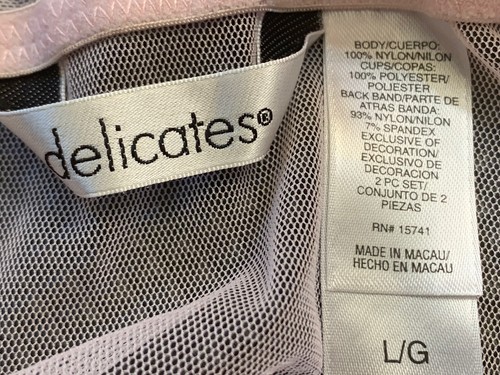 delicates®
BODY/CUERPO:
100% NYLON/NILON
CUPS/COPAS:
100% POLYESTER/
POLIESTER
BACK BAND/PARTE DE
ATRAS BANDA:
93% NYLON/NILON
7% SPANDEX
EXCLUSIVE OF
DECORATION/
EXCLUSIVO DE
DECORACION
2 PC SET/
CONJUNTO DE 2
PIEZAS
RN# 15741
MADE IN MACAU/
HECHO EN MACAU
L/G